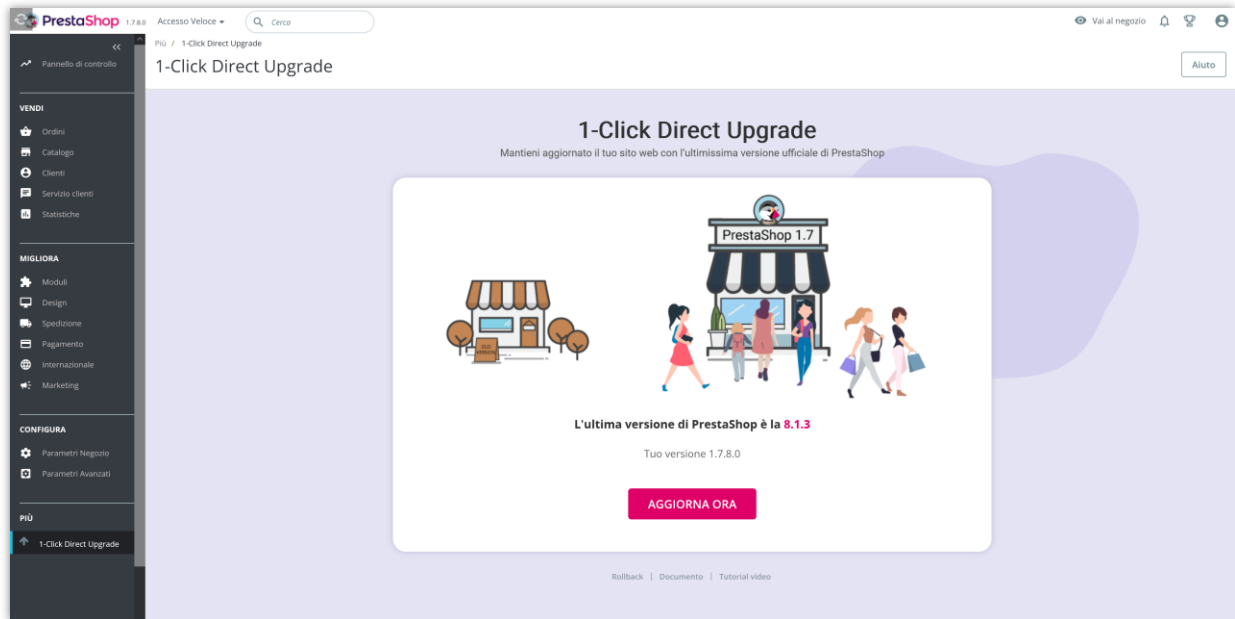 PrestaShop 1.7.8.0 Accesso Veloce Cerca Vai al negozio
Più / 1-Click Direct Upgrade
1-Click Direct Upgrade
Aiuto
Pannello di controllo
VENDI
Ordini
Catalogo
Clienti
Servizio clienti
Statistiche
MIGLIORA
Moduli
Design
Spedizione
Pagamento
Internazionale
Marketing
CONFIGURA
Parametri Negozio
Parametri Avanzati
PIÙ
1-Click Direct Upgrade
1-Click Direct Upgrade
Mantieni aggiornato il tuo sito web con l'ultimissima versione ufficiale di PrestaShop
PrestaShop 1.7
OLD
VERSION
L'ultima versione di PrestaShop è la 8.1.3
Tuo versione 1.7.8.0
AGGIORNA ORA
Rollback | Documento | Tutorial video